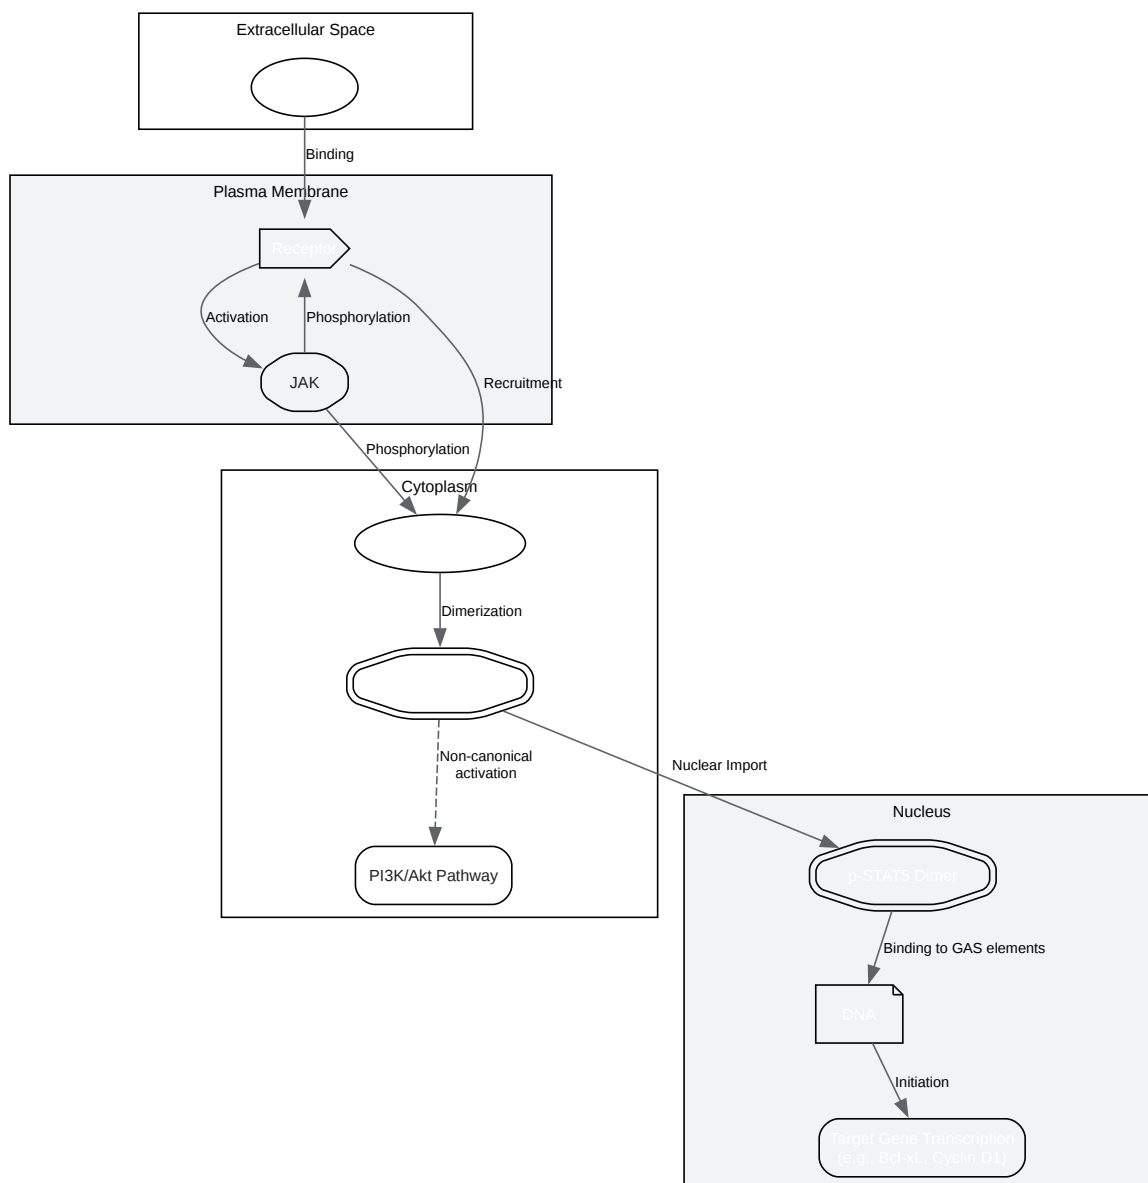 Extracellular Space
Binding
Plasma Membrane
Receptor
Activation
Phosphorylation
JAK
Recruitment
Phosphorylation
Cytoplasm
Dimerization
Non-canonical
activation
Nuclear Import
PI3K/Akt Pathway
Nucleus
p-STAT5 Dimer
Binding to GAS elements
DNA
Initiation
Target Gene Transcription
(e.g., Bcl-xL, Cyclin D1)